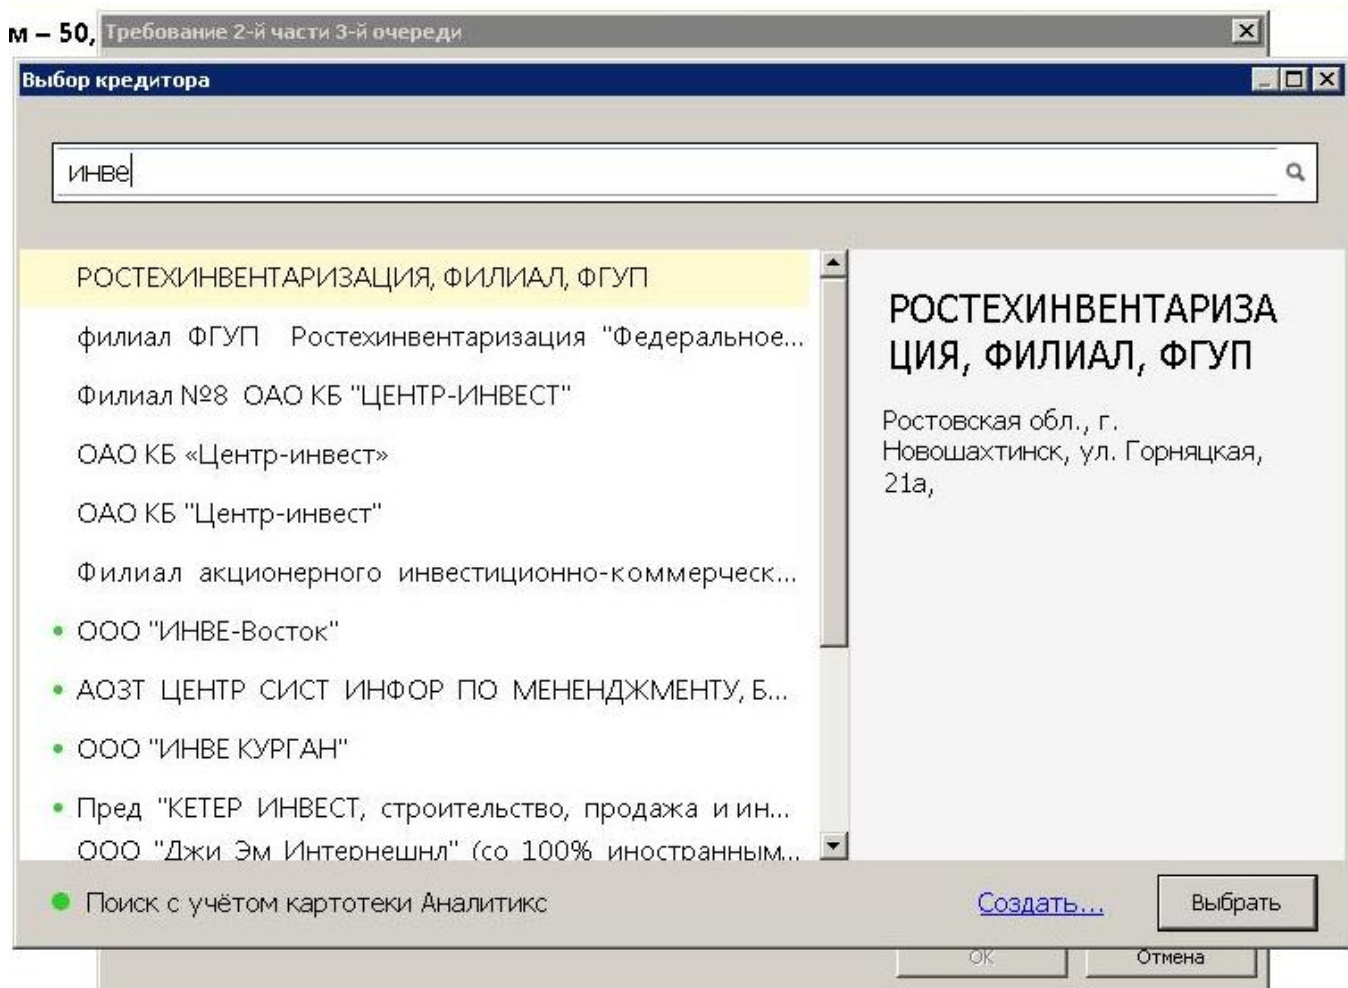 м – 50,
Требование 2-й части 3-й очереди
Выбор кредитора
инве
РОСТЕХИНВЕНТАРИЗАЦИЯ, ФИЛИАЛ, ФГУП
филиал ФГУП Ростехинвентаризация "Федеральное...
Филиал №8 ОАО КБ "ЦЕНТР-ИНВЕСТ"
ОАО КБ «Центр-инвест»
ОАО КБ "Центр-инвест"
Филиал акционерного инвестиционно-коммерческ...
ООО "ИНВЕ-Восток"
АОЗТ ЦЕНТР СИСТ ИНФОР ПО МЕНЕНДЖМЕНТУ, Б...
ООО "ИНВЕ КУРГАН"
Пред "КЕТЕР ИНВЕСТ, строительство, продажа и ин...
ООО "Джи Эм Интернешнл" (со 100% иностранным...
РОСТЕХИНВЕНТАРИЗА
ЦИЯ, ФИЛИАЛ, ФГУП
Ростовская обл., г.
Новошахтинск, ул. Горняцкая,
21а,
Поиск с учётом картотеки Аналитикс
Создать...
Выбрать
ОК
Отмена